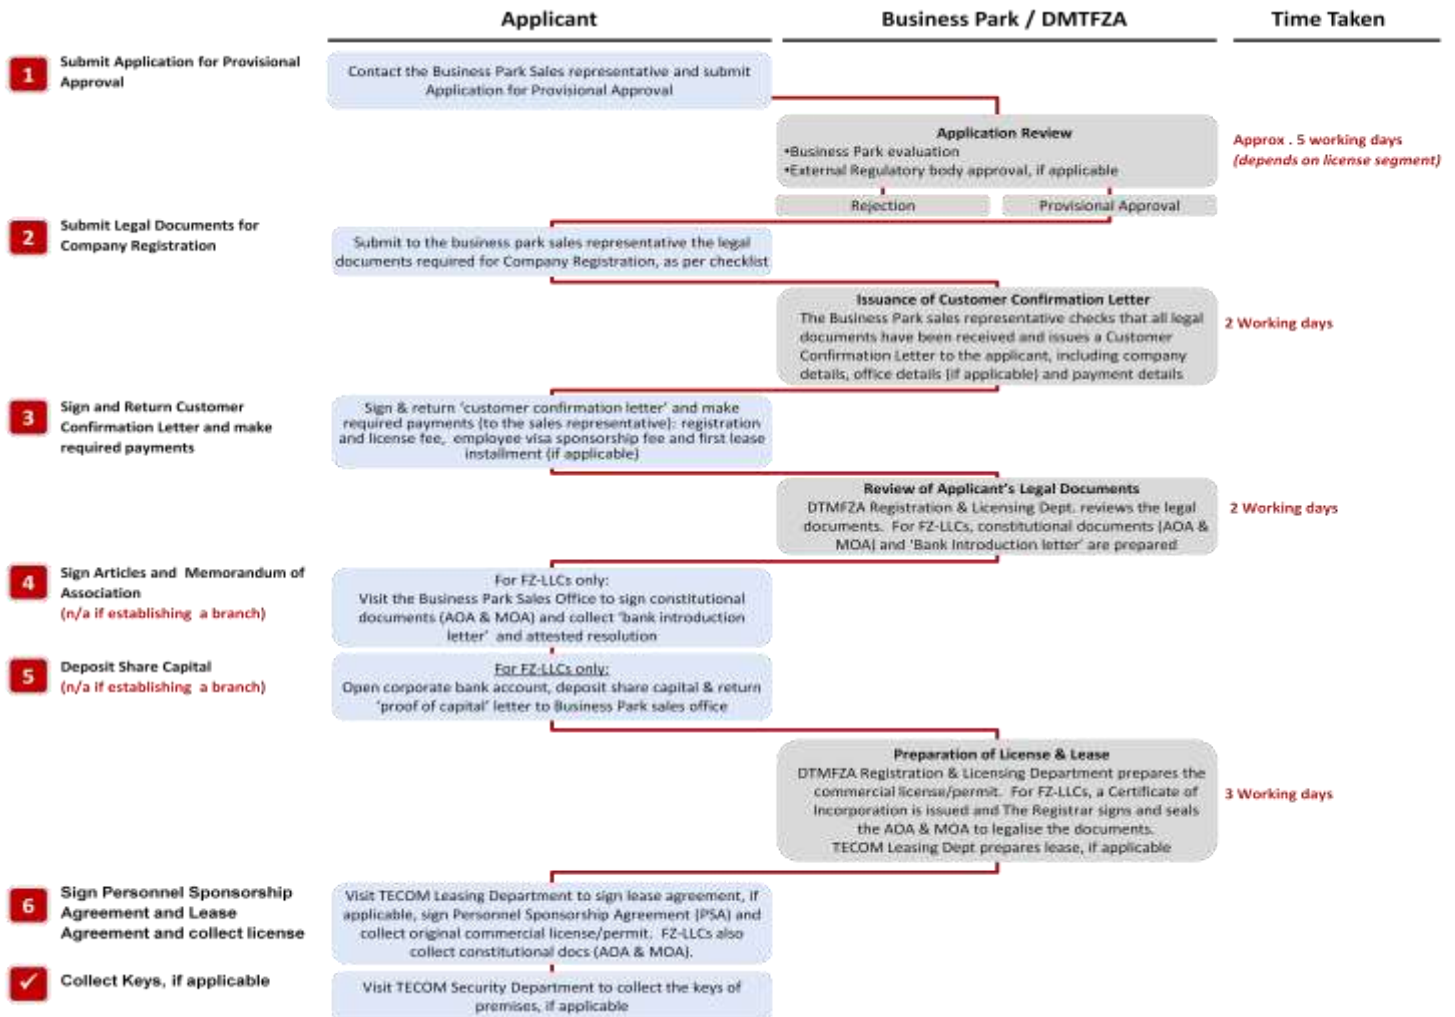 Applicant
Business Park / DMTFZA
Time Taken
1
Submit Application for Provisional
Approval
Contact the Business Park Sales representative and submit
Application for Provisional Approval
Application Review
•Business Park evaluation
•External Regulatory body approval, if applicable
Approx . 5 working days
(depends on license segment)
Rejection
Provisional Approval
2
Submit Legal Documents for
Company Registration
Submit to the business park sales representative the legal
documents required for Company Registration, as per checklist
Issuance of Customer Confirmation Letter
The Business Park sales representative checks that all legal
documents have been received and issues a Customer
Confirmation Letter to the applicant, including company
details, office details (if applicable) and payment details
2 Working days
3
Sign and Return Customer
Confirmation Letter and make
required payments
Sign & return ‘customer confirmation letter’ and make
required payments (to the sales representative): registration
and license fee, employee visa sponsorship fee and first lease
installment (if applicable)
Review of Applicant’s Legal Documents
DTMFZA Registration & Licensing Dept. reviews the legal
documents. For FZ-LLCs, constitutional documents (AOA &
MOA) and ‘Bank Introduction letter’ are prepared
2 Working days
4
Sign Articles and Memorandum of
Association
(n/a if establishing a branch)
For FZ-LLCs only:
Visit the Business Park Sales Office to sign constitutional
documents (AOA & MOA) and collect ‘bank introduction
letter’ and attested resolution
5
Deposit Share Capital
(n/a if establishing a branch)
For FZ-LLCs only:
Open corporate bank account, deposit share capital & return
‘proof of capital’ letter to Business Park sales office
Preparation of License & Lease
DTMFZA Registration & Licensing Department prepares the
commercial license/permit. For FZ-LLCs, a Certificate of
Incorporation is issued and The Registrar signs and seals
the AOA & MOA to legalise the documents.
TECOM Leasing Dept prepares lease, if applicable
3 Working days
6
Sign Personnel Sponsorship
Agreement and Lease
Agreement and collect license
Visit TECOM Leasing Department to sign lease agreement, if
applicable, sign Personnel Sponsorship Agreement (PSA) and
collect original commercial license/permit. FZ-LLCs also
collect constitutional docs (AOA & MOA).
✓
Collect Keys, if applicable
Visit TECOM Security Department to collect the keys of
premises, if applicable